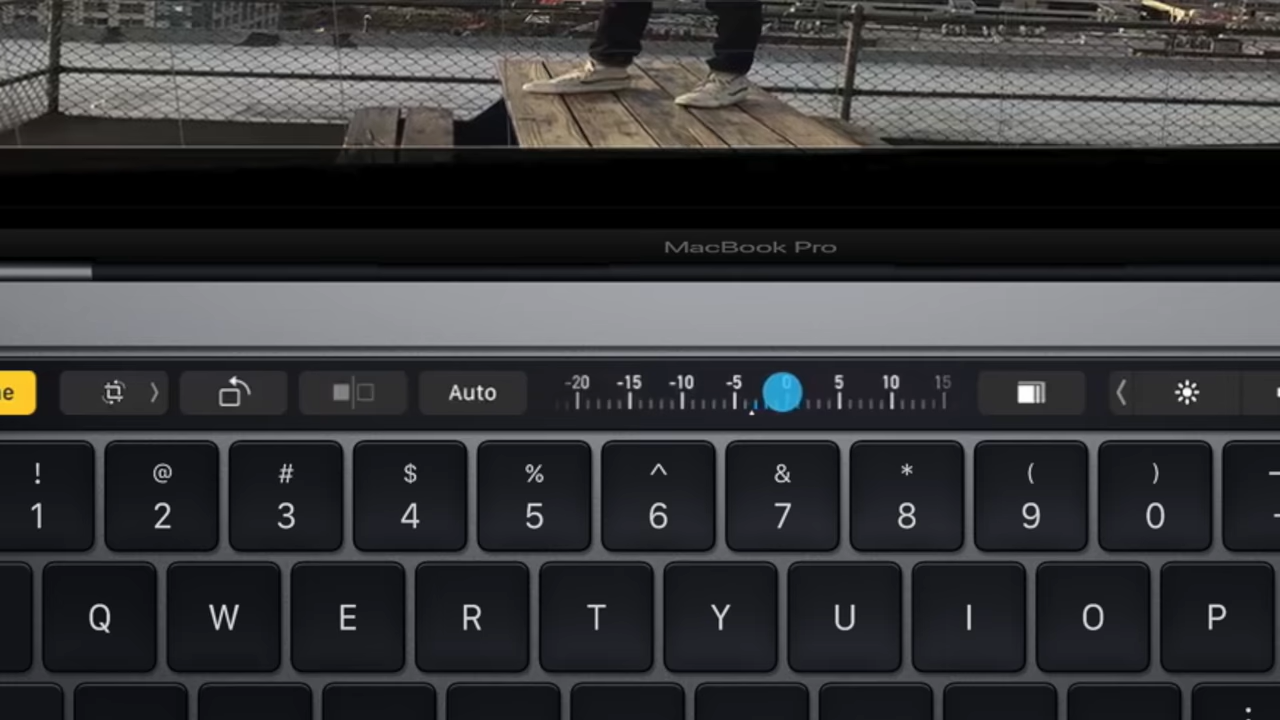 MacBook Pro
Auto -20 -15 -10 -5 0 5 10 15
! @ # $ % ^ & * ( )
1 2 3 4 5 6 7 8 9 0
Q W E R T Y U I O P